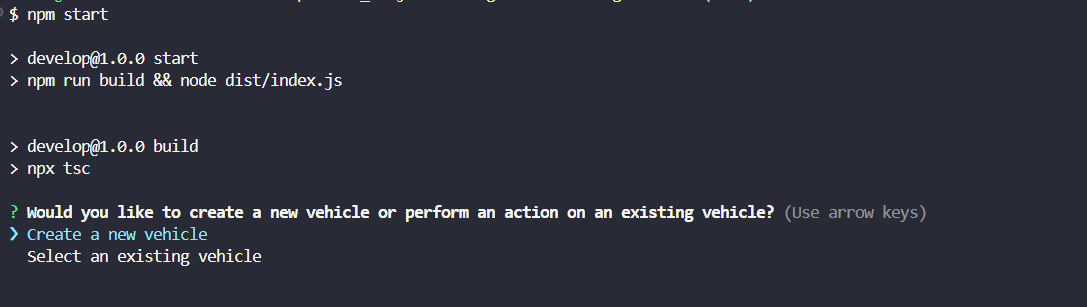 $ npm start
> develop@1.0.0 start
> npm run build && node dist/index.js
> develop@1.0.0 build
> npx tsc
? Would you like to create a new vehicle or perform an action on an existing vehicle? (Use arrow keys)
❯ Create a new vehicle
Select an existing vehicle